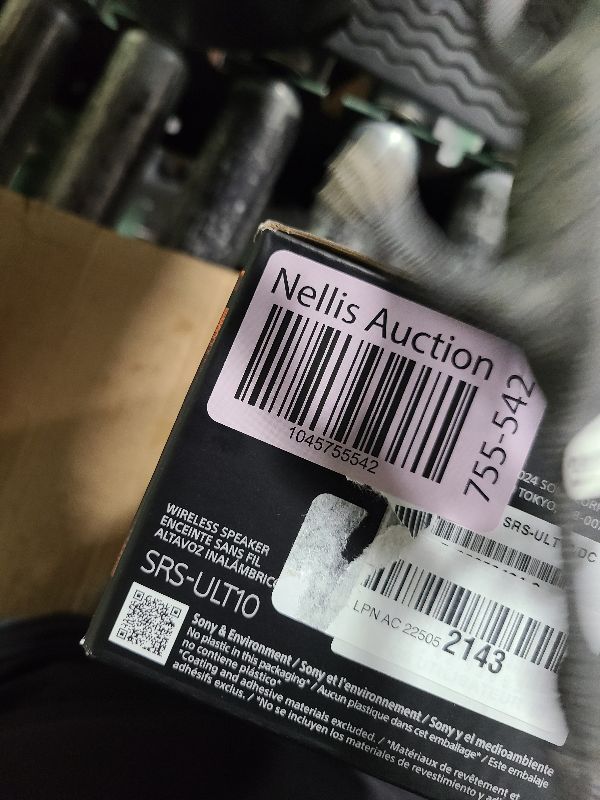 Nellis Auction
1045755542
755-542
WIRELESS SPEAKER
ENCEINTE SANS FIL
ALTAVOZ INALÁMBRIC
SRS-ULT10
SRS-ULT
DC
LPN AC 22505 2143
TOKYO,
Sony & Environment / Sony et l'environnement / Sony y el medioambiente
No plastic in this packaging* / Aucun plastique dans cet emballage* / Este embalaje
no contiene plástico*
*Coating and adhesive materials excluded. / *Matériaux de revêtement et
adhésifs exclus. / *No se incluyen los materiales de revestimiento y